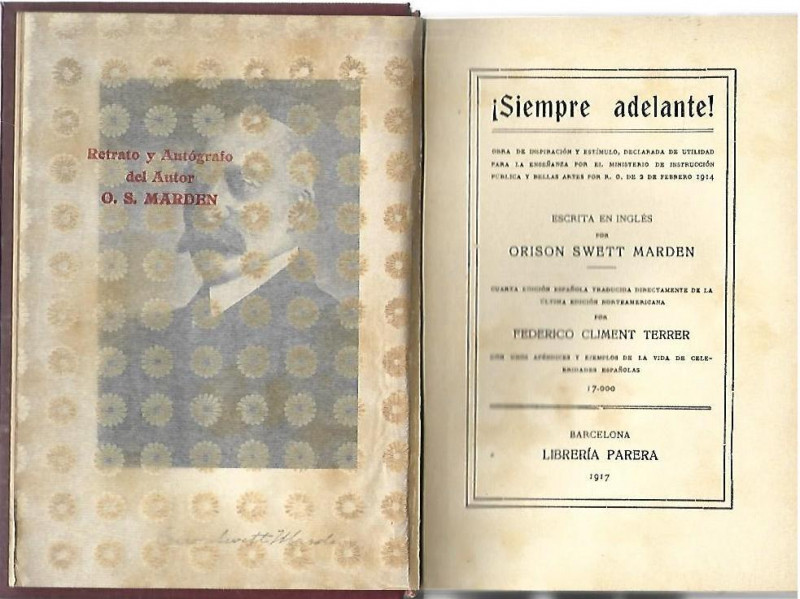 Retrato y Autógrafo
del Autor
O. S. MARDEN
Swett Marden
¡Siempre adelante!
OBRA DE INSPIRACIÓN Y ESTÍMULO, DECLARADA DE UTILIDAD
PARA LA ENSEÑANZA POR EL MINISTERIO DE INSTRUCCIÓN
PÚBLICA Y BELLAS ARTES POR R. O. DE 2 DE FEBRERO 1914
ESCRITA EN INGLÉS
POR
ORISON SWETT MARDEN
CUARTA EDICIÓN ESPAÑOLA TRADUCIDA DIRECTAMENTE DE LA
ÚLTIMA EDICIÓN NORTEAMERICANA
POR
FEDERICO CLIMENT TERRER
CON UNOS APÉNDICES Y EJEMPLOS DE LA VIDA DE CELE-
BRIDADES ESPAÑOLAS
17.000
BARCELONA
LIBRERÍA PARERA
1917